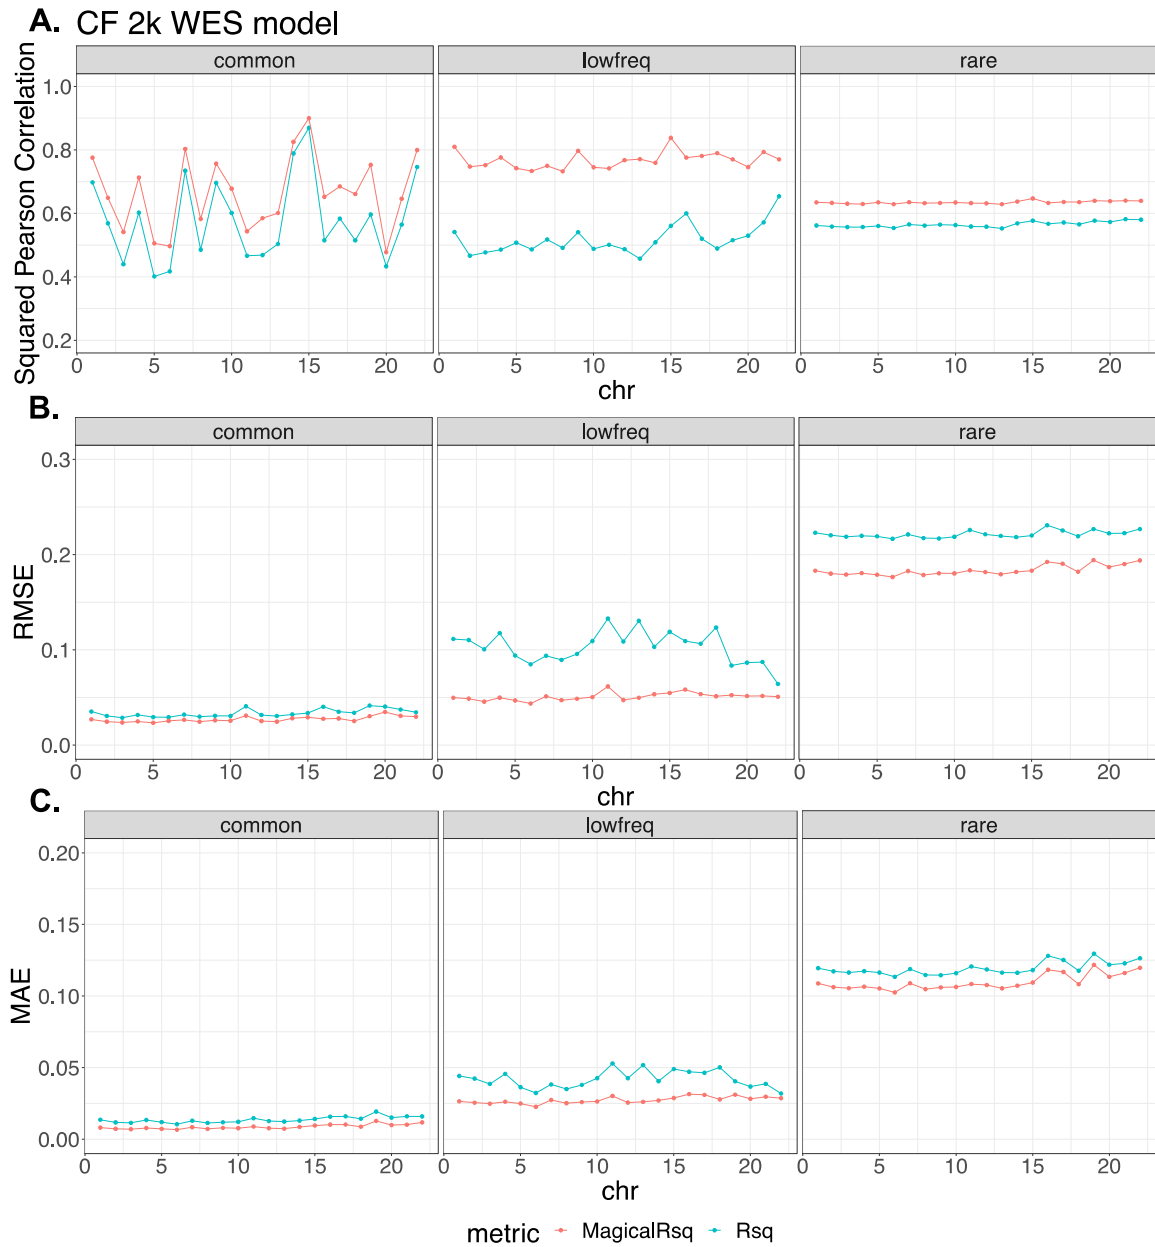 A. CF 2k WES model
common lowfreq rare
Squared Pearson Correlation
1.0
0.8
0.6
0.4
0.2
0 5 10 15 20 0 5 10 15 20 0 5 10 15 20
chr
B.
common lowfreq rare
RMSE
0.3
0.2
0.1
0.0
0 5 10 15 20 0 5 10 15 20 0 5 10 15 20
chr
C.
common lowfreq rare
MAE
0.20
0.15
0.10
0.05
0.00
0 5 10 15 20 0 5 10 15 20 0 5 10 15 20
chr
metric MagicalRsq Rsq